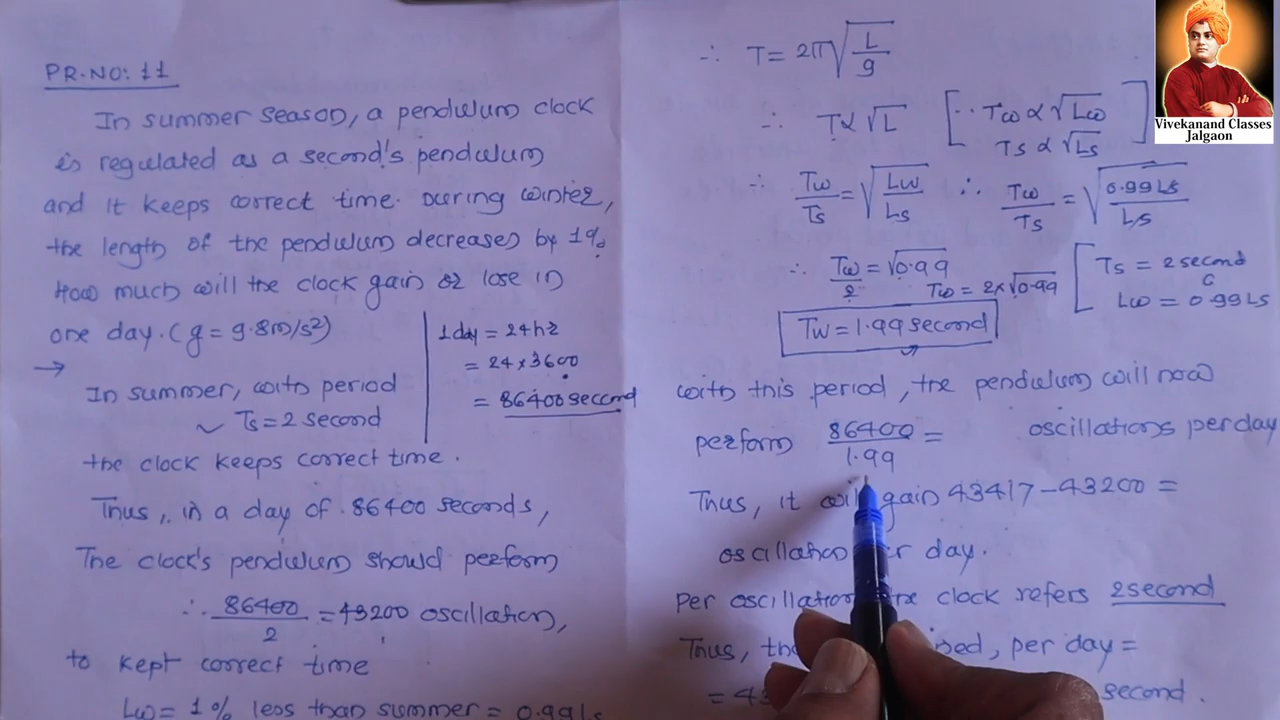 PR.NO: 11
In summer season, a pendulum clock
is regulated as a second's pendulum
and it keeps correct time. During winter,
the length of the pendulum decreases by 1%.
How much will the clock gain or lose in
one day. (g = 9.8m/s²)
→
In summer, with period
Ts = 2 second
the clock keeps correct time.
Thus, in a day of 86400 seconds,
The clock's pendulum should perform
∴ 86400/2 = 43200 oscillation,
to kept correct time
Lw = 1% less than summer = 0.99Ls
1 day = 24hr
= 24 × 3600
= 86400 second
∴ T = 2π√(L/g)
∴ T ∝ √L [∵ Tw ∝ √Lw
Ts ∝ √Ls]
∴ Tw/Ts = √(Lw/Ls) ∴ Tw/Ts = √(0.99Ls/Ls)
∴ Tw/2 = √0.99 Tw = 2×√0.99 [Ts = 2 second
Lw = 0.99Ls
Tw = 1.99 second
with this period, the pendulum will now
perform 86400/1.99 = oscillations per day
Thus, it will gain 43417 – 43200 =
oscillation per day.
Per oscillation the clock refers 2 second
Thus, the , per day =
= 43 second.
Vivekanand Classes
Jalgaon